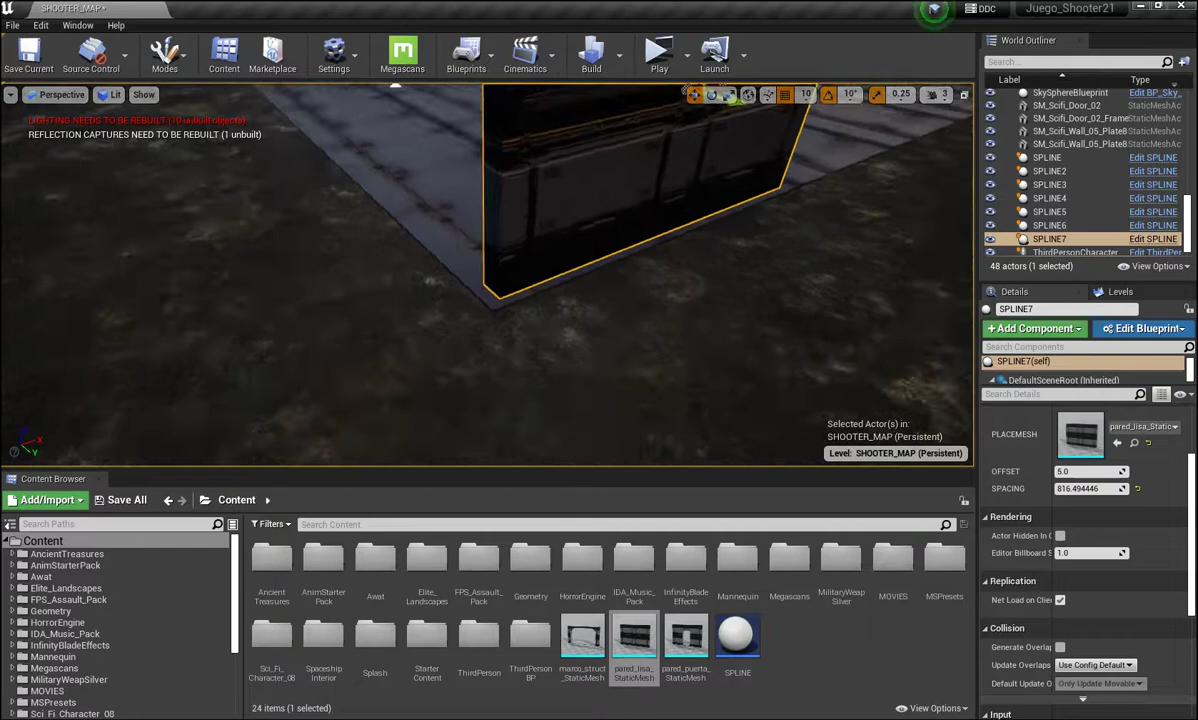 SHOOTER_MAP*
DDC
Juego_Shooter21
File Edit Window Help
Save Current
Source Control
Modes
Content
Marketplace
Settings
Megascans
Blueprints
Cinematics
Build
Play
Launch
Perspective
Lit
Show
10
10°
0.25
3
LIGHTING NEEDS TO BE REBUILT (10 unbuilt objects)
REFLECTION CAPTURES NEED TO BE REBUILT (1 unbuilt)
Selected Actor(s) in:
SHOOTER_MAP (Persistent)
Level: SHOOTER_MAP (Persistent)
World Outliner
Search...
Label Type
SkySphereBlueprint Edit BP_Sky_
SM_Scifi_Door_02 StaticMeshAc
SM_Scifi_Door_02_Frame StaticMeshAc
SM_Scifi_Wall_05_Plate8 StaticMeshAc
SM_Scifi_Wall_05_Plate8 StaticMeshAc
SPLINE Edit SPLINE
SPLINE2 Edit SPLINE
SPLINE3 Edit SPLINE
SPLINE4 Edit SPLINE
SPLINE5 Edit SPLINE
SPLINE6 Edit SPLINE
SPLINE7 Edit SPLINE
ThirdPersonCharacter Edit ThirdPe
48 actors (1 selected)
View Options
Details
Levels
SPLINE7
+Add Component
Edit Blueprint
Search Components
SPLINE7(self)
DefaultSceneRoot (Inherited)
Search Details
PLACEMESH
pared_lisa_Static
OFFSET 5.0
SPACING 816.494446
Rendering
Actor Hidden In G
Editor Billboard S 1.0
Replication
Net Load on Clien
Collision
Generate Overlap
Update Overlaps Use Config Default
Default Update O Only Update Movable
Input
Content Browser
Add/Import
Save All
Content
Search Paths
Filters
Search Content
Content
AncientTreasures
AnimStarterPack
Awat
Elite_Landscapes
FPS_Assault_Pack
Geometry
HorrorEngine
IDA_Music_Pack
InfinityBladeEffects
Mannequin
Megascans
MilitaryWeapSilver
MOVIES
MSPresets
Sci_Fi_Character_08
Ancient
Treasures
AnimStarter
Pack
Awat
Elite_
Landscapes
FPS_Assault_
Pack
Geometry
HorrorEngine
IDA_Music_
Pack
InfinityBlade
Effects
Mannequin
Megascans
MilitaryWeap
Silver
MOVIES
MSPresets
Sci_Fi_
Character_08
Spaceship
Interior
Splash
Starter
Content
ThirdPerson
ThirdPerson
BP
marco_struct
_StaticMesh
pared_lisa_
StaticMesh
pared_puerta_
StaticMesh
SPLINE
24 items (1 selected)
View Options